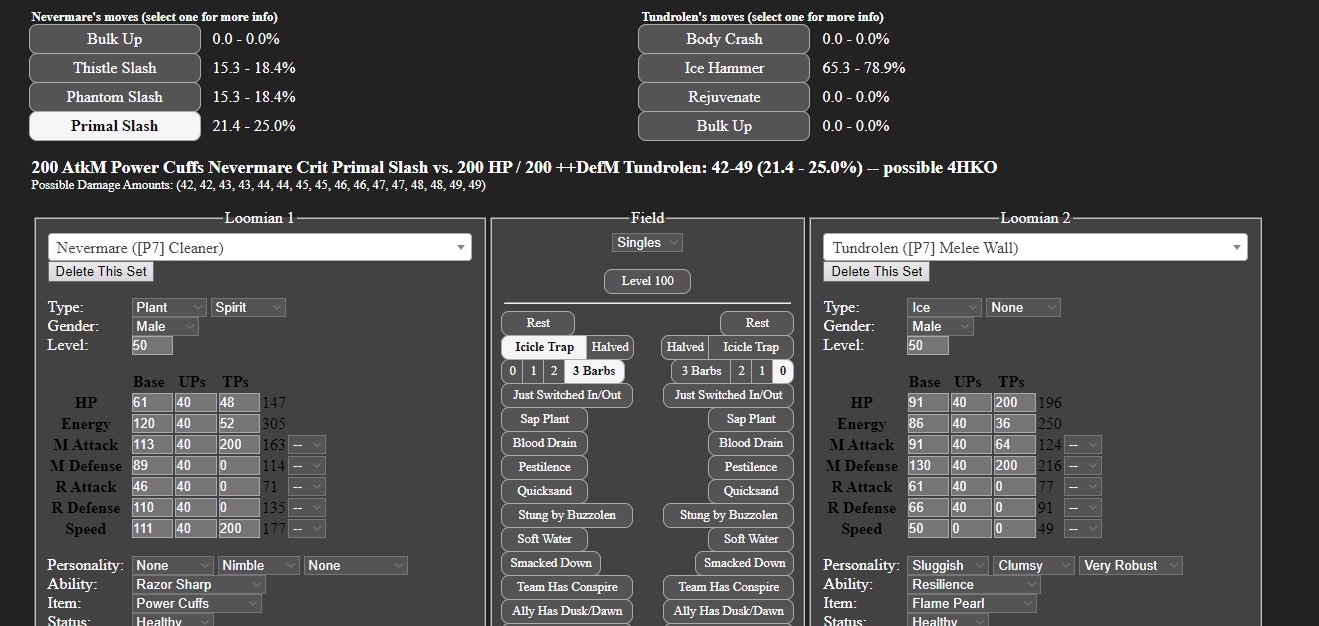 Nevermare's moves (select one for more info)
Tundrolen's moves (select one for more info)
Bulk Up 0.0 - 0.0%
Body Crash 0.0 - 0.0%
Thistle Slash 15.3 - 18.4%
Ice Hammer 65.3 - 78.9%
Phantom Slash 15.3 - 18.4%
Rejuvenate 0.0 - 0.0%
Primal Slash 21.4 - 25.0%
Bulk Up 0.0 - 0.0%
200 AtkM Power Cuffs Nevermare Crit Primal Slash vs. 200 HP / 200 ++DefM Tundrolen: 42-49 (21.4 - 25.0%) -- possible 4HKO
Possible Damage Amounts: (42, 42, 43, 43, 44, 44, 45, 45, 46, 46, 47, 47, 48, 48, 49, 49)
Loomian 1
Nevermare ([P7] Cleaner)
Delete This Set
Type: Plant Spirit
Gender: Male
Level: 50
Base UPs TPs
HP 61 40 48 147
Energy 120 40 52 305
M Attack 113 40 200 163 --
M Defense 89 40 0 114 --
R Attack 46 40 0 71 --
R Defense 110 40 0 135 --
Speed 111 40 200 177 --
Personality: None Nimble None
Ability: Razor Sharp
Item: Power Cuffs
Status: Healthy
Field
Singles
Level 100
Rest Rest
Icicle Trap Halved Halved Icicle Trap
0 1 2 3 Barbs 3 Barbs 2 1 0
Just Switched In/Out Just Switched In/Out
Sap Plant Sap Plant
Blood Drain Blood Drain
Pestilence Pestilence
Quicksand Quicksand
Stung by Buzzolen Stung by Buzzolen
Soft Water Soft Water
Smacked Down Smacked Down
Team Has Conspire Team Has Conspire
Ally Has Dusk/Dawn Ally Has Dusk/Dawn
Loomian 2
Tundrolen ([P7] Melee Wall)
Delete This Set
Type: Ice None
Gender: Male
Level: 50
Base UPs TPs
HP 91 40 200 196
Energy 86 40 36 250
M Attack 91 40 64 124 --
M Defense 130 40 200 216 --
R Attack 61 40 0 77 --
R Defense 66 40 0 91 --
Speed 50 0 0 49 --
Personality: Sluggish Clumsy Very Robust
Ability: Resilience
Item: Flame Pearl
Status: Healthy